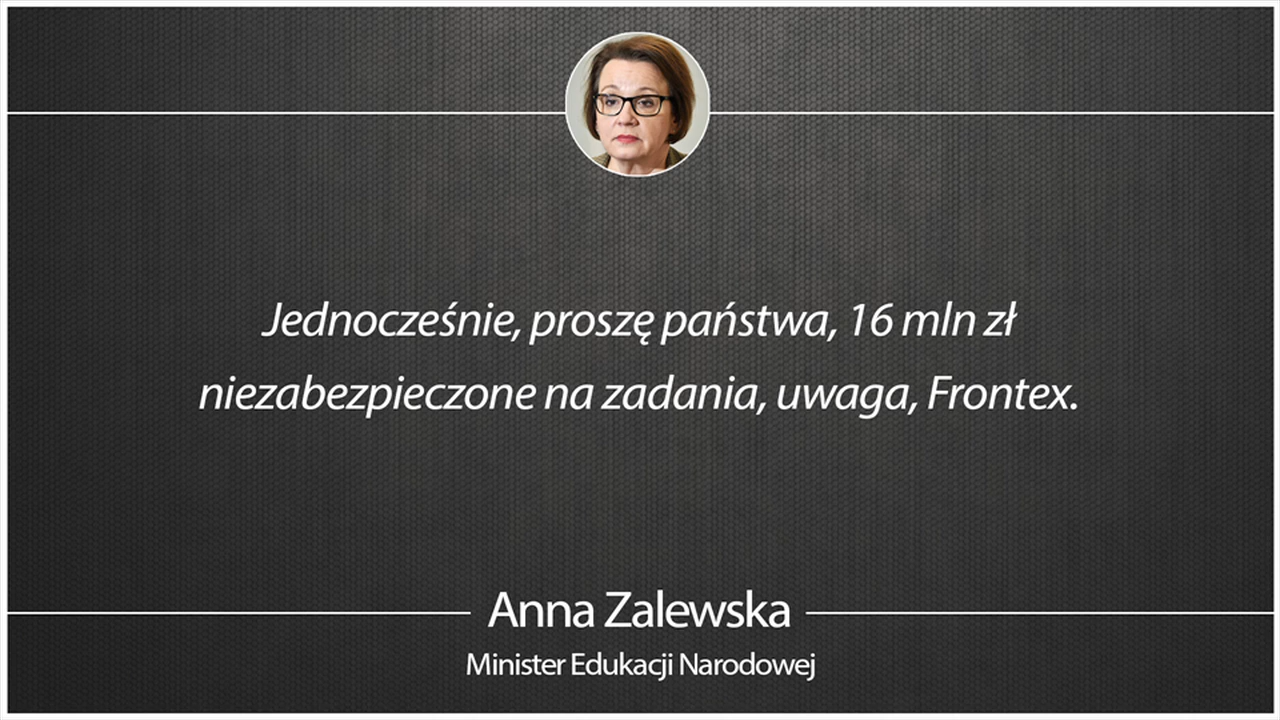 Jednocześnie, proszę państwa, 16 mln zł
niezabezpieczone na zadania, uwaga, Frontex.
Anna Zalewska
Minister Edukacji Narodowej